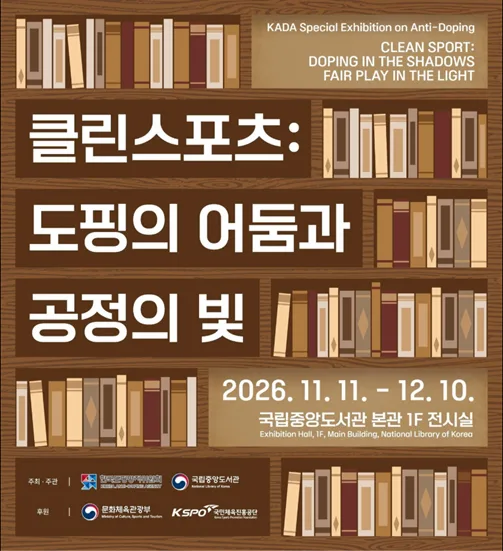 KADA Special Exhibition on Anti-Doping
CLEAN SPORT:
DOPING IN THE SHADOWS
FAIR PLAY IN THE LIGHT
클린스포츠:
도핑의 어둠과
공정의 빛
2026. 11. 11. - 12. 10.
국립중앙도서관 본관 1F 전시실
Exhibition Hall, 1F, Main Building, National Library of Korea
주최 · 주관
국립중앙도서관
National Library of Korea
후원
문화체육관광부
Ministry of Culture, Sports and Tourism
KSPO 국민체육진흥공단